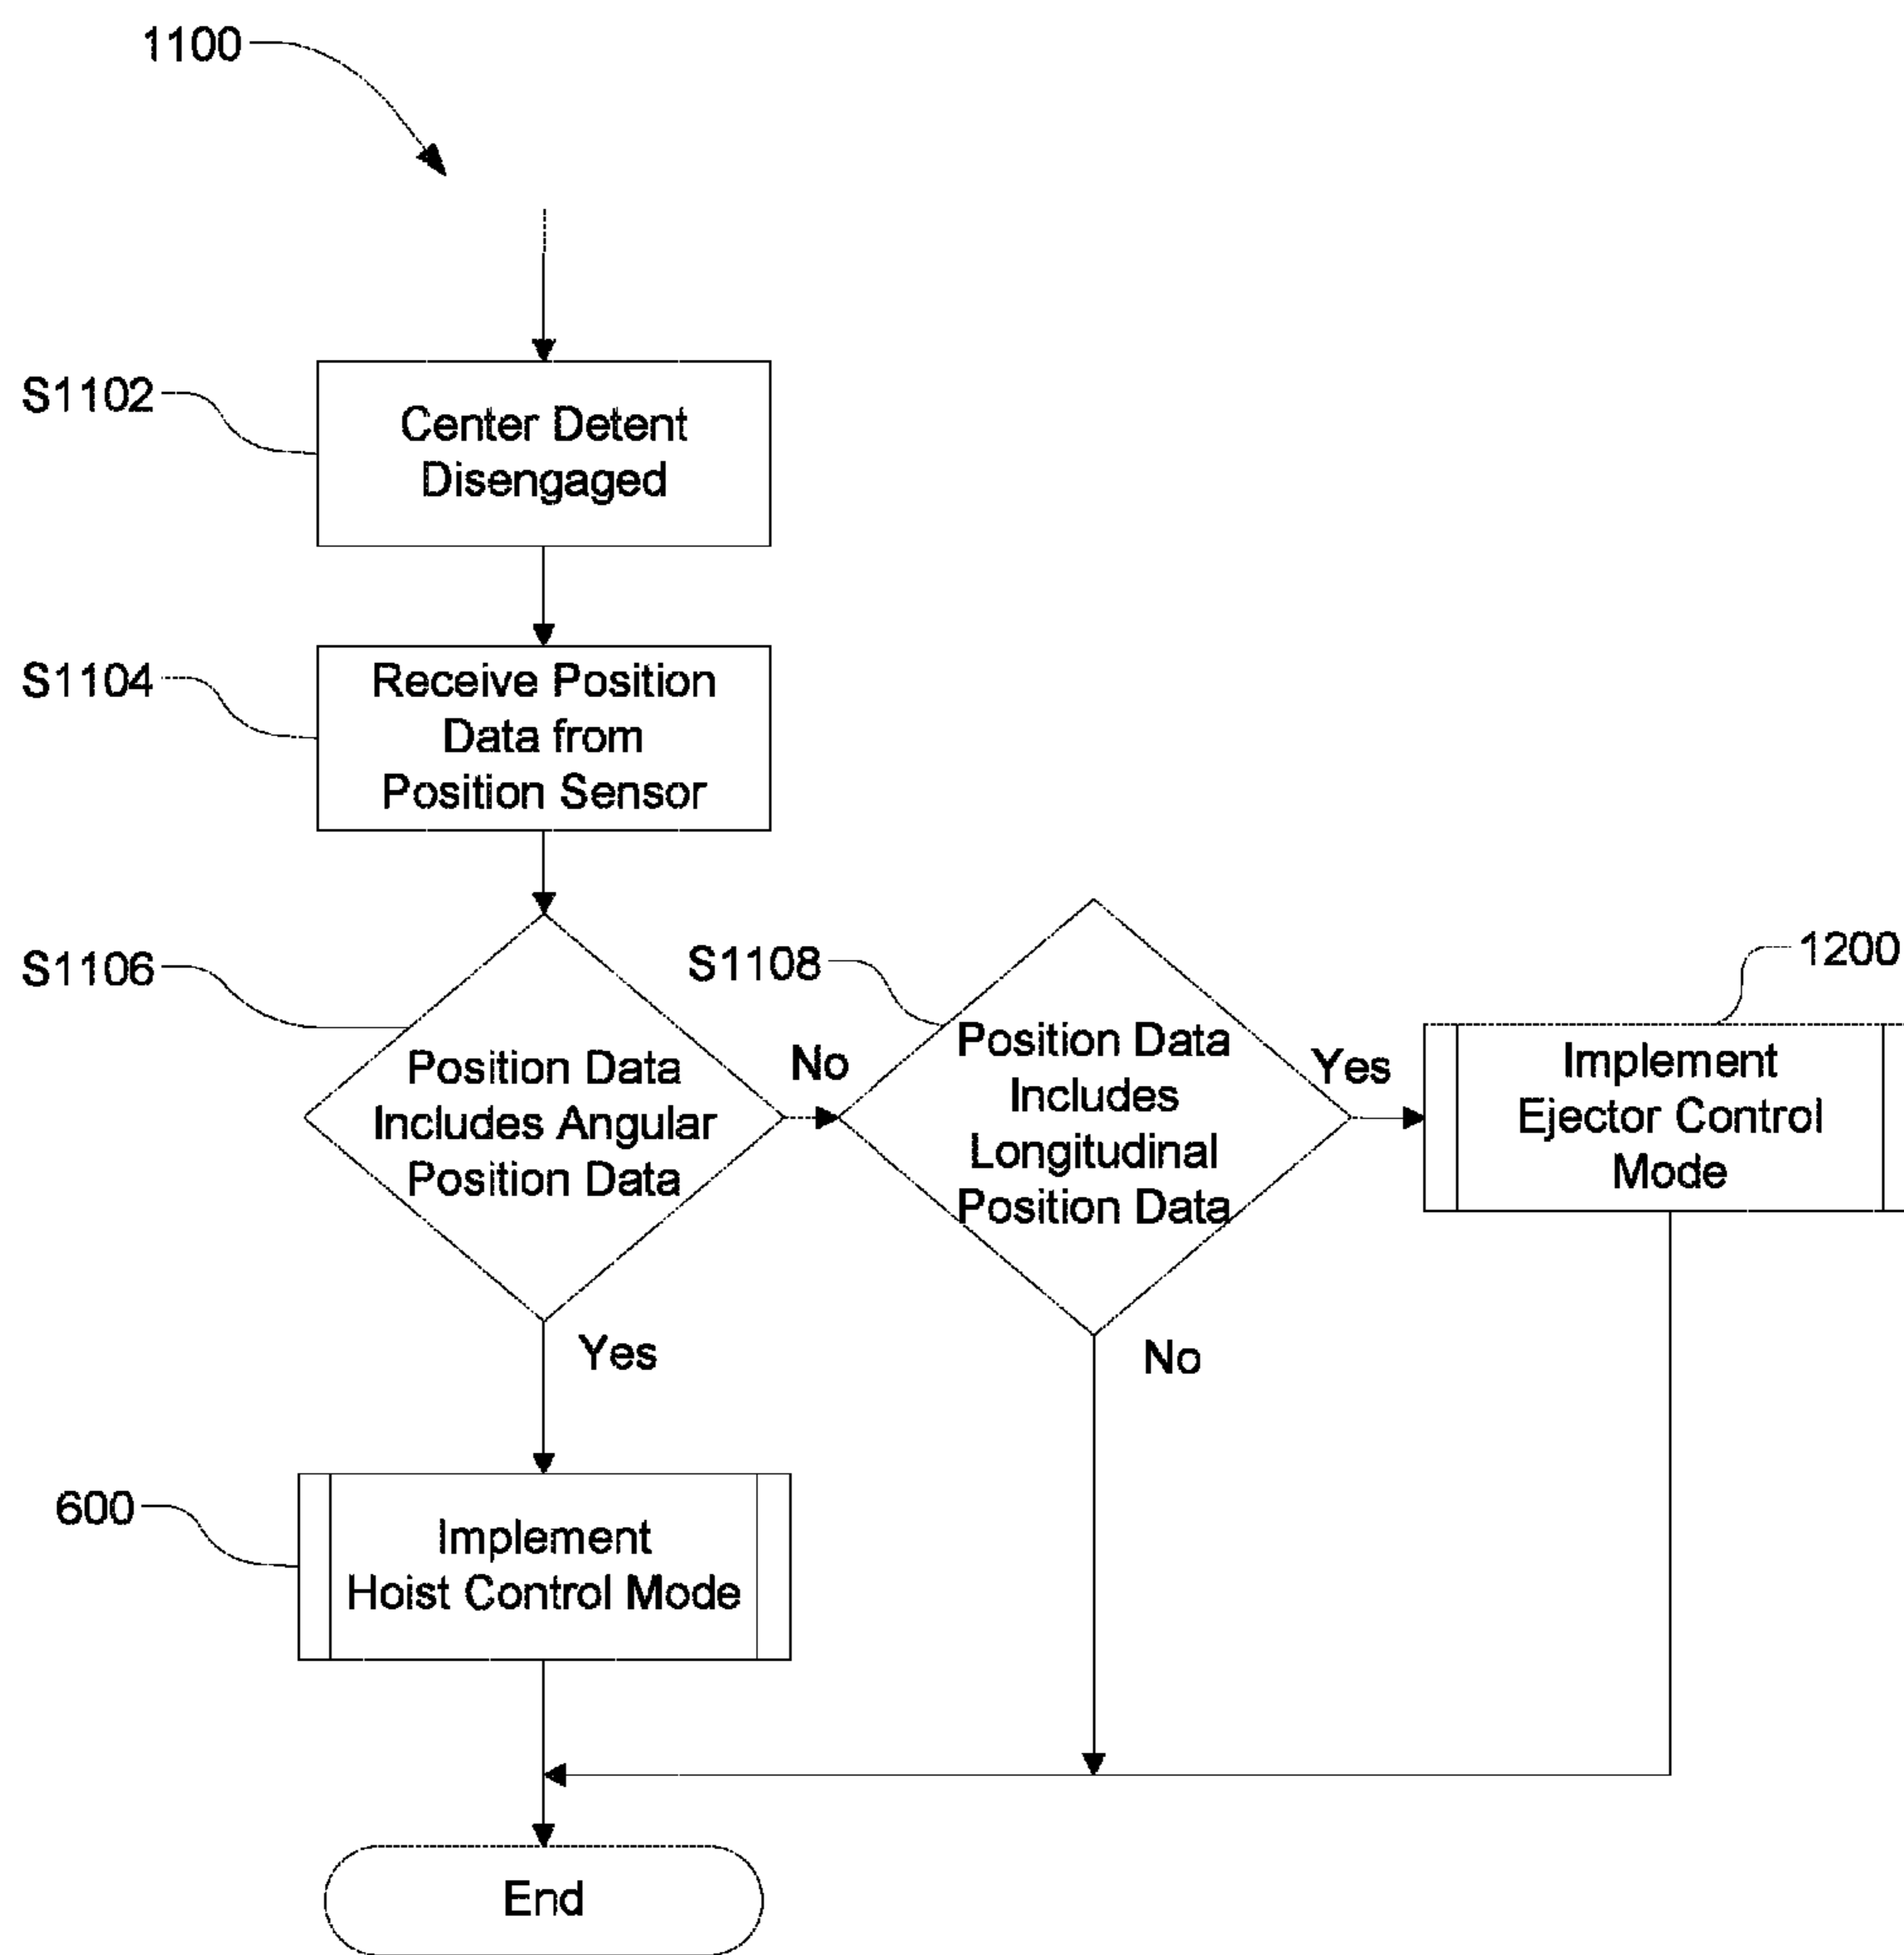 1100
S1102
Center Detent
Disengaged
S1104
Receive Position
Data from
Position Sensor
S1106
Position Data
Includes Angular
Position Data
No
S1108
Position Data
Includes
Longitudinal
Position Data
Yes
1200
Implement
Ejector Control
Mode
Yes
No
600
Implement
Hoist Control Mode
End